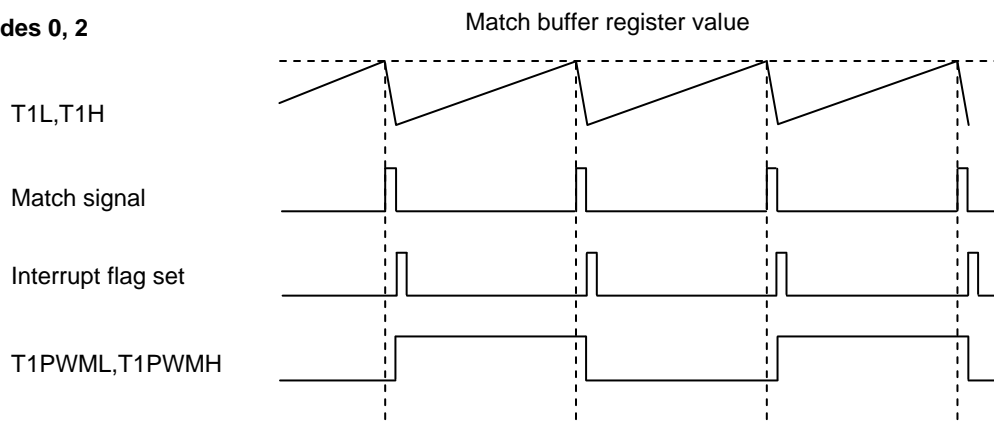 des 0, 2
Match buffer register value
T1L,T1H
Match signal
Interrupt flag set
T1PWML,T1PWMH